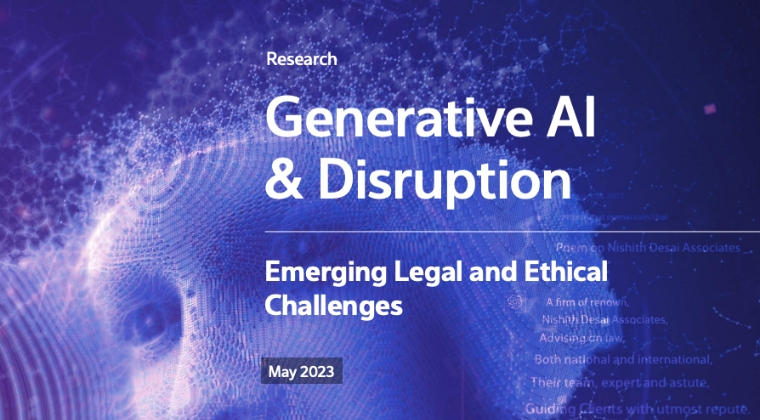 Research
Generative AI
& Disruption
Emerging Legal and Ethical
Challenges
May 2023
Poem on Nishith Desai Associates
A firm of renown,
Nishith Desai Associates,
Advising on law,
Both national and international,
Their team, expert and astute,
Guiding Clients with utmost repute.